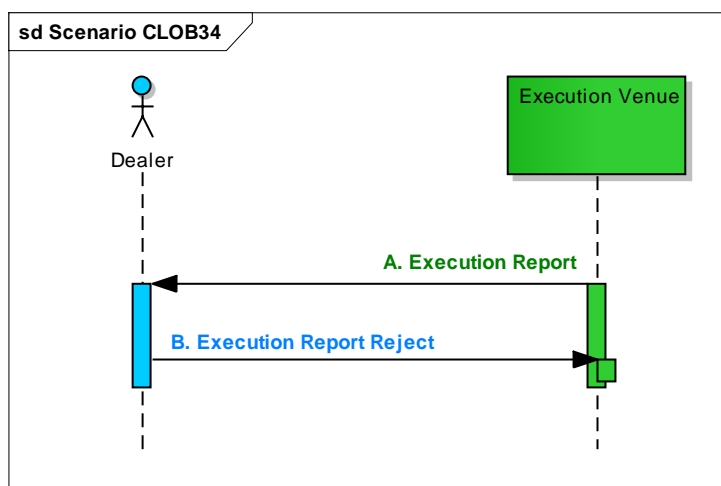 sd Scenario CLOB34
Execution Venue
Dealer
A. Execution Report
B. Execution Report Reject